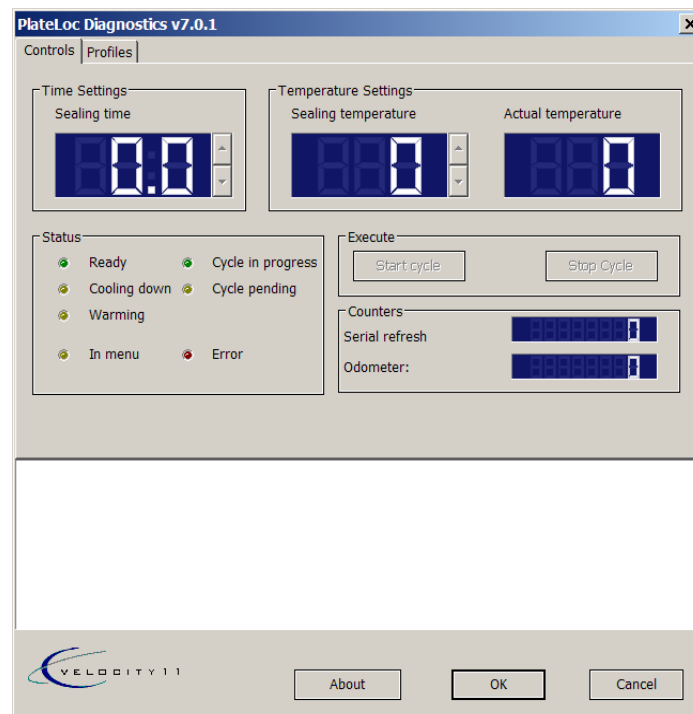 PlateLoc Diagnostics v7.0.1
Controls
Profiles
Time Settings
Sealing time
0.0
Temperature Settings
Sealing temperature
0
Actual temperature
0
Status
Ready
Cycle in progress
Cooling down
Cycle pending
Warming
In menu
Error
Execute
Start cycle
Stop Cycle
Counters
Serial refresh
0
Odometer:
0
VELOCITY11
About
OK
Cancel